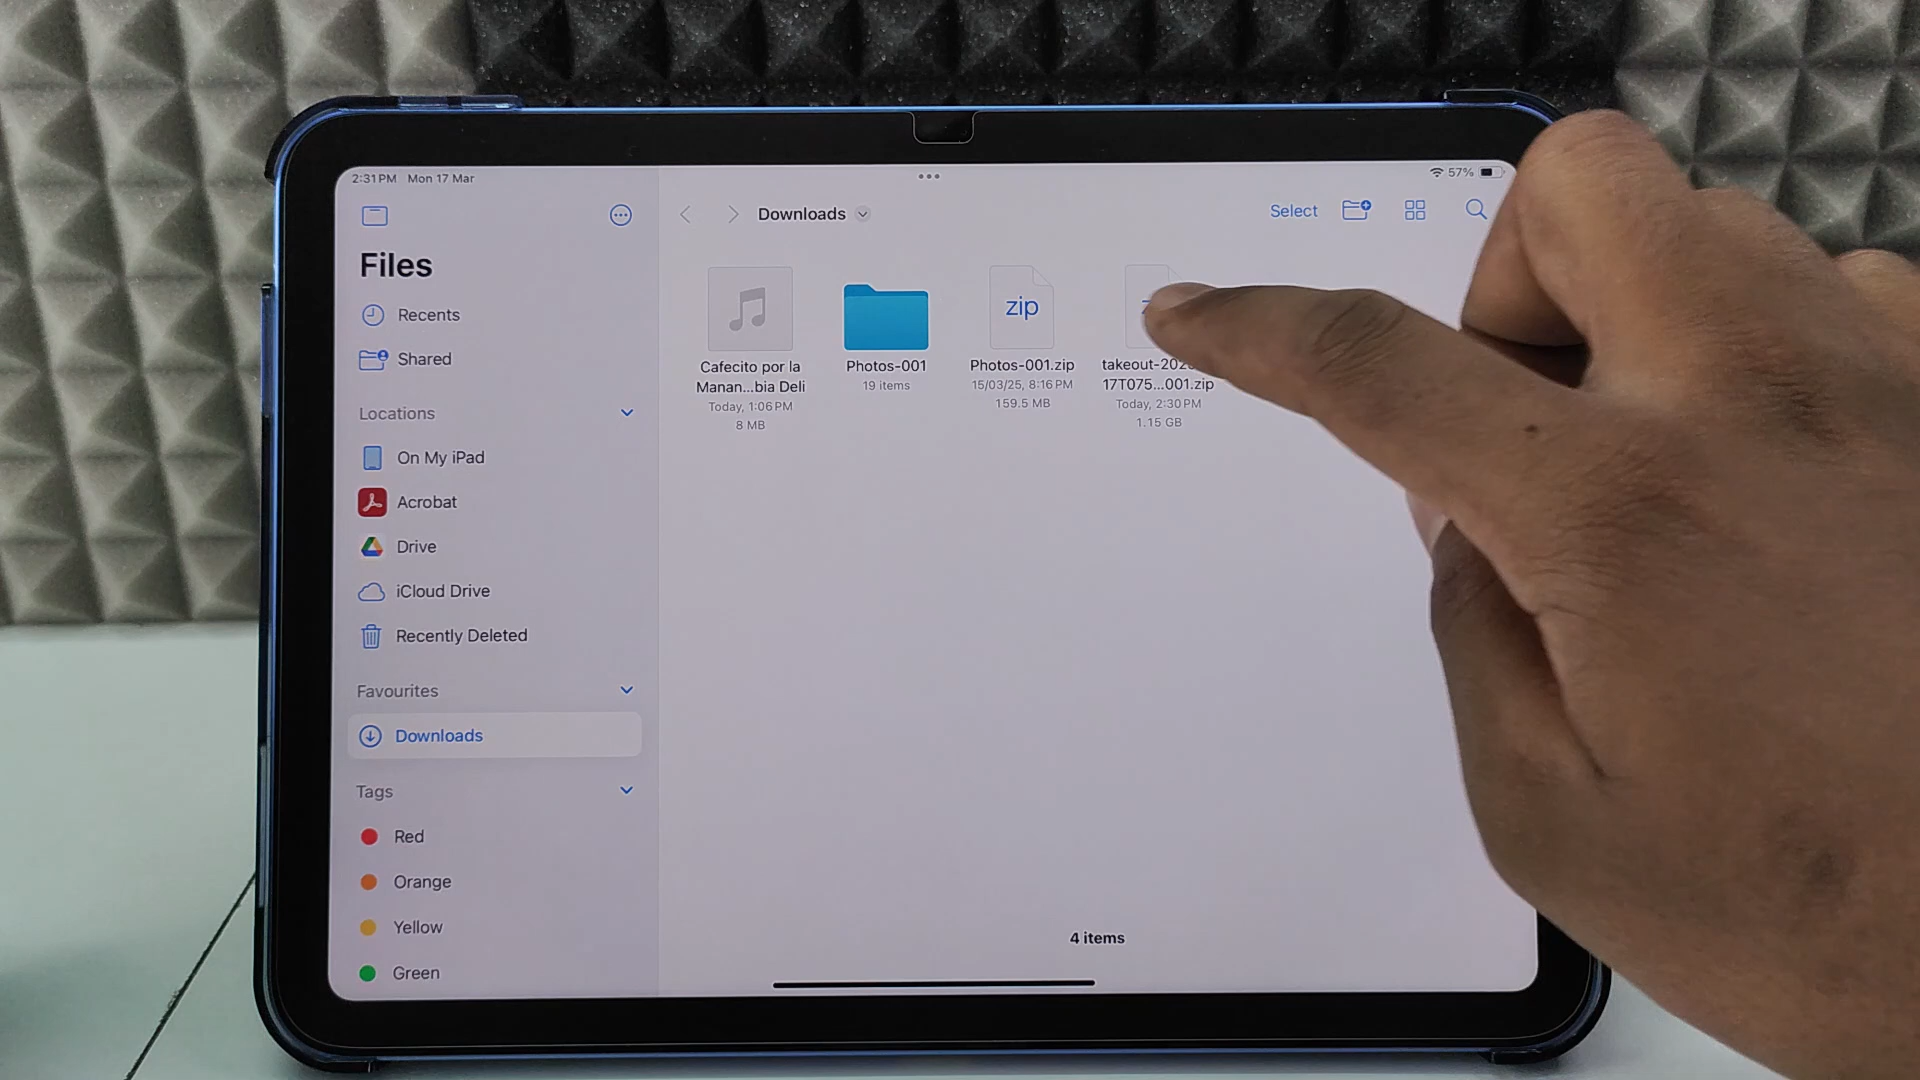 2:31 PM Mon 17 Mar
57%
Files
Recents
Shared
Locations
On My iPad
Acrobat
Drive
iCloud Drive
Recently Deleted
Favourites
Downloads
Tags
Red
Orange
Yellow
Green
Downloads
Select
zip
Cafecito por la
Manan...bia Deli
Today, 1:06 PM
8 MB
Photos-001
19 items
Photos-001.zip
15/03/25, 8:16 PM
159.5 MB
17T075...001.zip
Today, 2:30 PM
1.15 GB
4 items